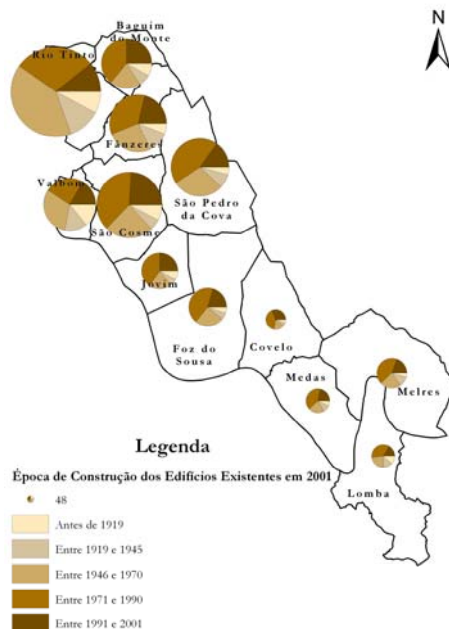 N
Baguim
do Monte
Rio Tinto
Fânzeres
Valbom
São Cosme
São Pedro
da Cova
Jovim
Foz do
Sousa
Covelo
Medas
Melres
Lomba
Legenda
Época de Construção dos Edifícios Existentes em 2001
48
Antes de 1919
Entre 1919 e 1945
Entre 1946 e 1970
Entre 1971 e 1990
Entre 1991 e 2001